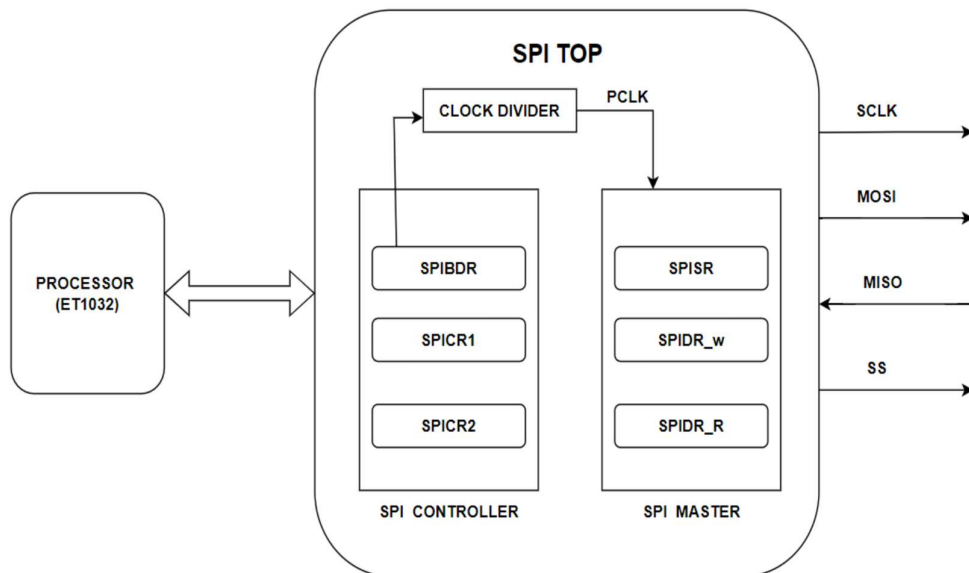 SPI TOP
CLOCK DIVIDER
PCLK
SCLK
MOSI
MISO
SS
PROCESSOR
(ET1032)
SPIBDR
SPICR1
SPICR2
SPI CONTROLLER
SPISR
SPIDR_w
SPIDR_R
SPI MASTER